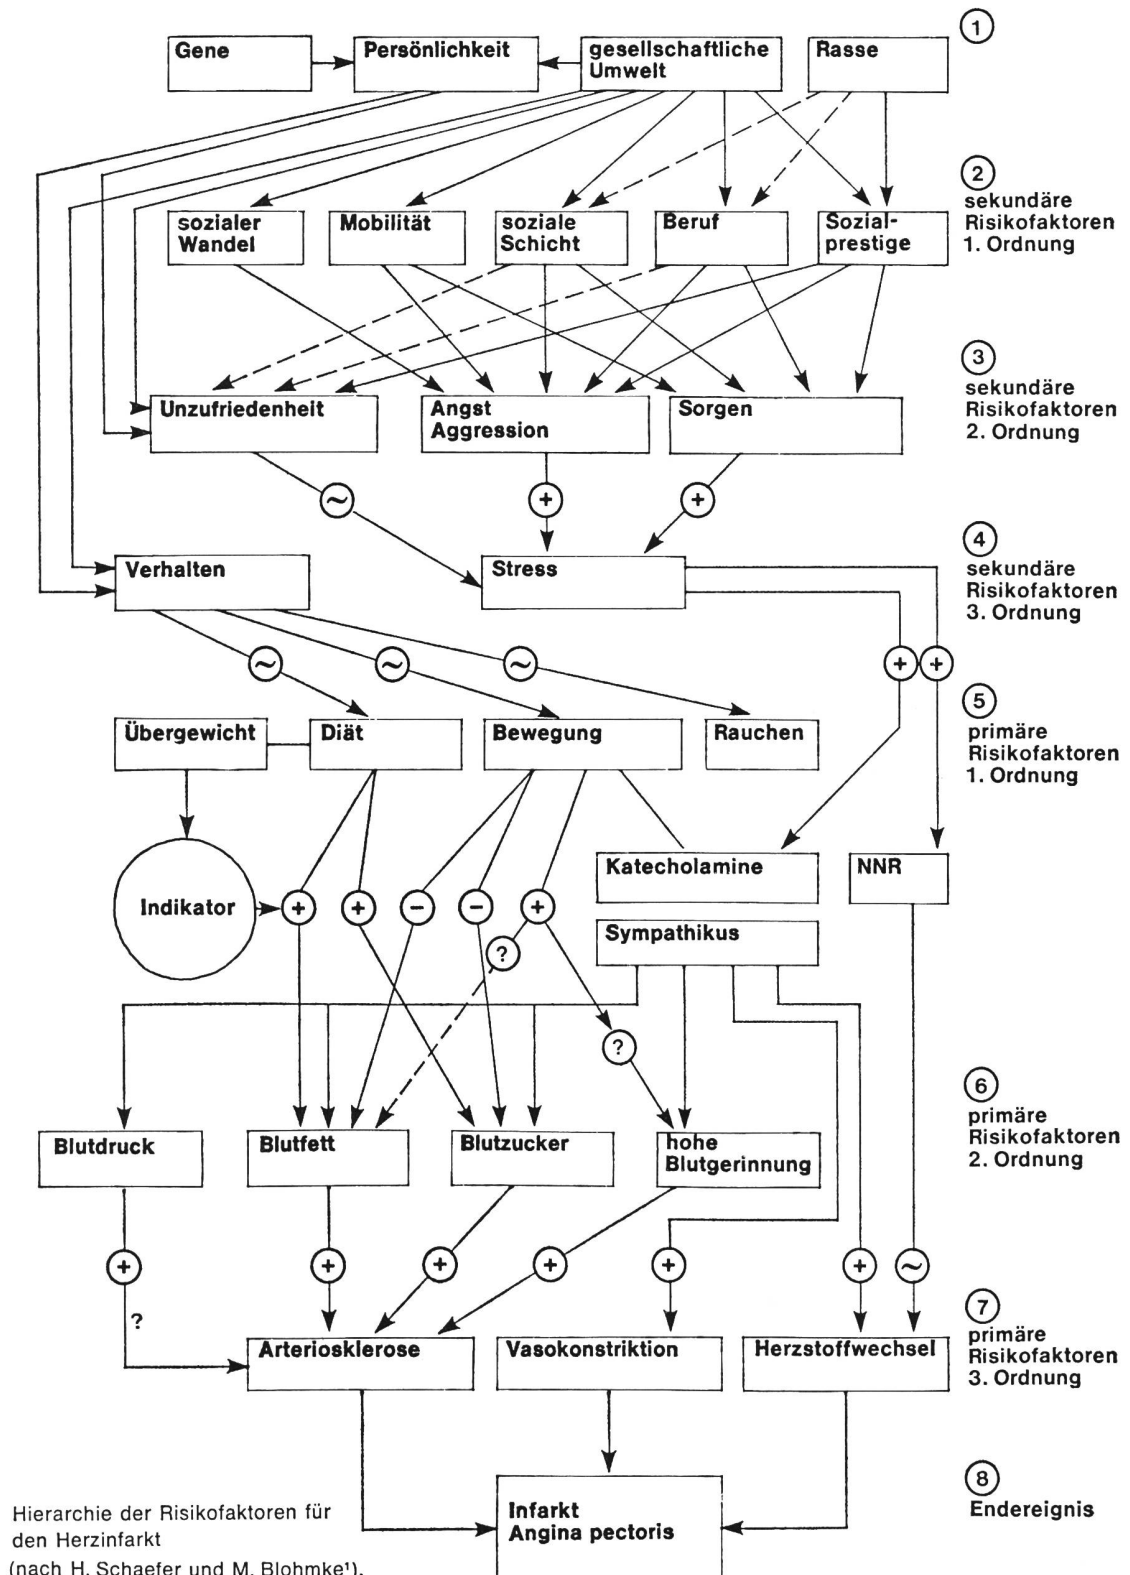 1
Gene
Persönlichkeit
gesellschaftliche
Umwelt
Rasse
2
sekundäre
Risikofaktoren
1. Ordnung
sozialer
Wandel
Mobilität
soziale
Schicht
Beruf
Sozial-
prestige
3
sekundäre
Risikofaktoren
2. Ordnung
Unzufriedenheit
Angst
Aggression
Sorgen
~
+
+
4
sekundäre
Risikofaktoren
3. Ordnung
Verhalten
Stress
~
~
~
+
+
5
primäre
Risikofaktoren
1. Ordnung
Übergewicht
Diät
Bewegung
Rauchen
Katecholamine
NNR
Indikator
+
+
−
−
+
Sympathikus
?
?
6
primäre
Risikofaktoren
2. Ordnung
Blutdruck
Blutfett
Blutzucker
hohe
Blutgerinnung
+
+
+
+
+
+
~
?
7
primäre
Risikofaktoren
3. Ordnung
Arteriosklerose
Vasokonstriktion
Herzstoffwechsel
8
Endereignis
Infarkt
Angina pectoris
Hierarchie der Risikofaktoren für
den Herzinfarkt
(nach H. Schaefer und M. Blohmke¹).